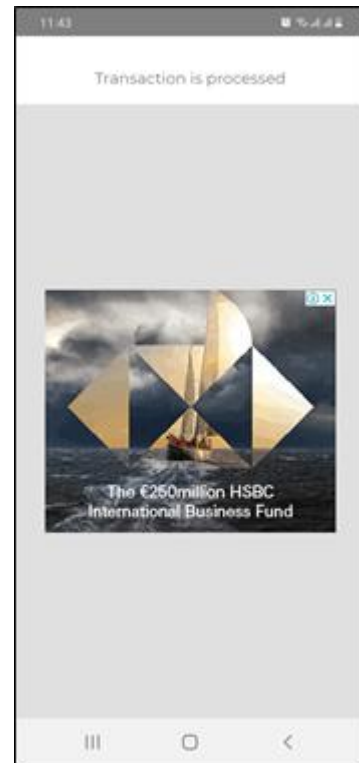 11:43
Transaction is processed
The €250million HSBC
International Business Fund